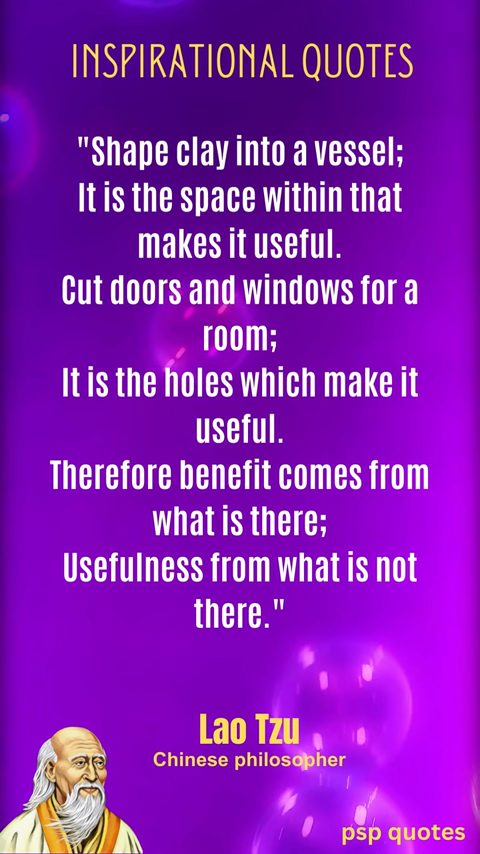 INSPIRATIONAL QUOTES
"Shape clay into a vessel;
It is the space within that
makes it useful.
Cut doors and windows for a
room;
It is the holes which make it
useful.
Therefore benefit comes from
what is there;
Usefulness from what is not
there."
Lao Tzu
Chinese philosopher
psp quotes